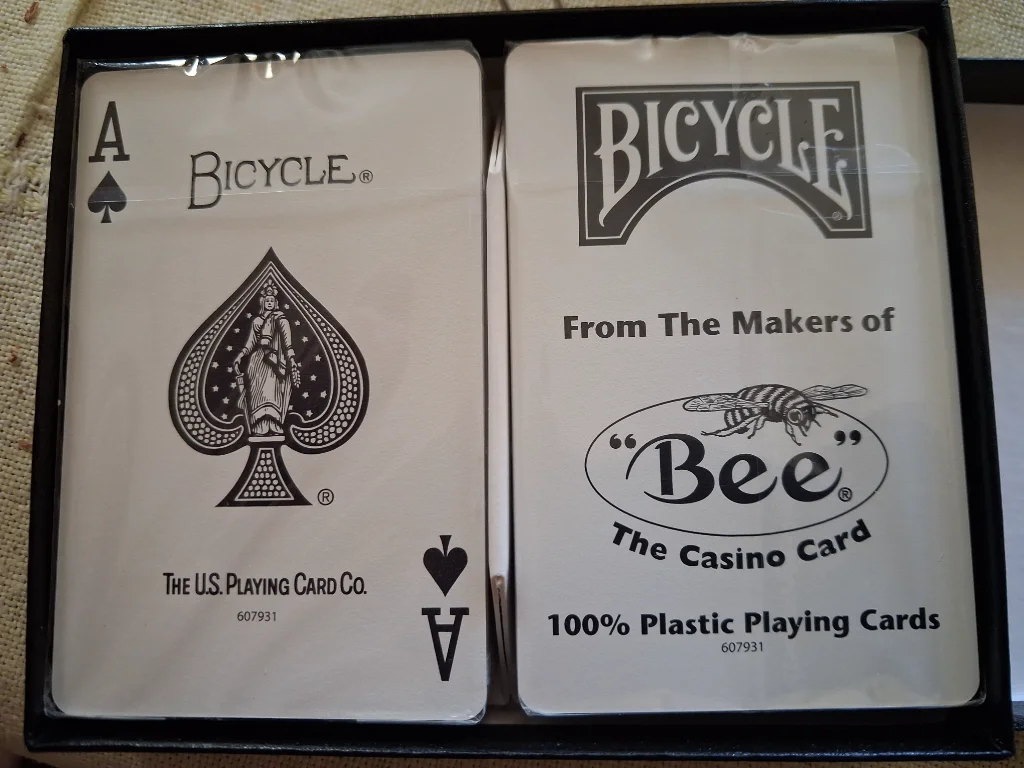 A
BICYCLE®
®
THE U.S. PLAYING CARD CO.
607931
A
BICYCLE
®
From The Makers of
“Bee”®
The Casino Card
100% Plastic Playing Cards
607931